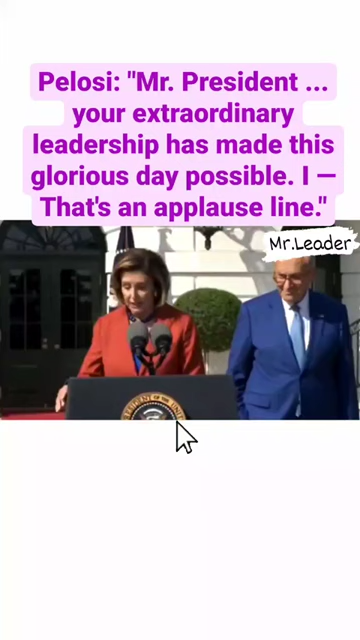 Pelosi: "Mr. President ...
your extraordinary
leadership has made this
glorious day possible. I —
That's an applause line."
Mr.Leader